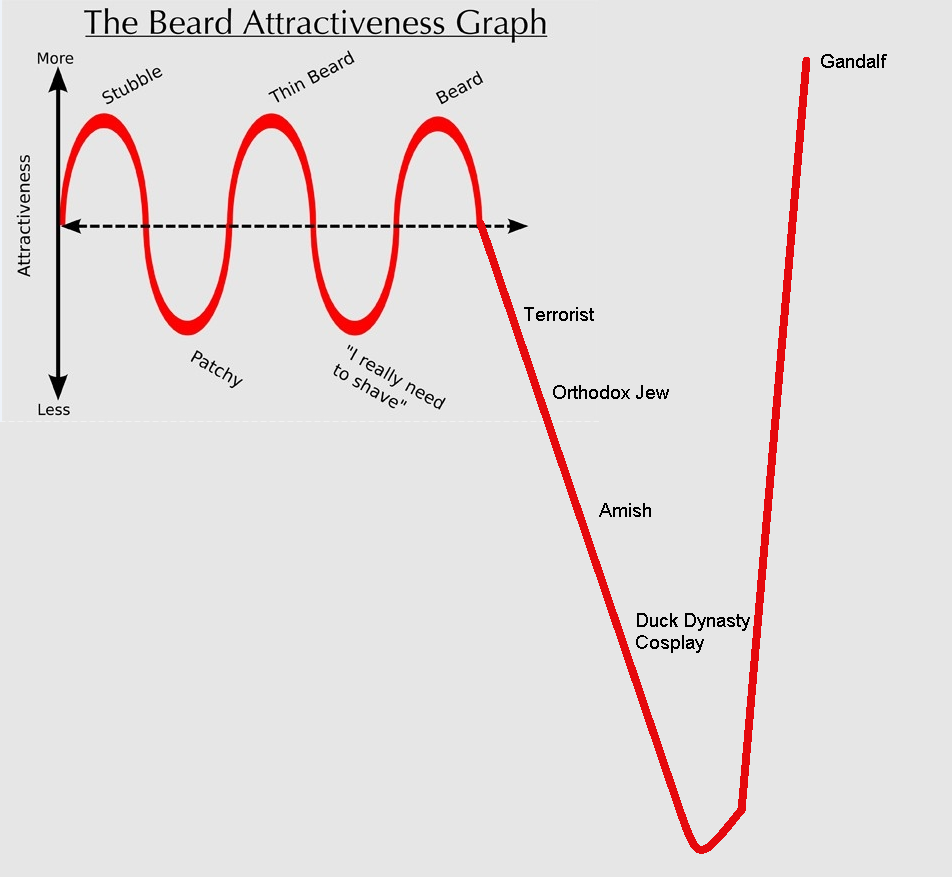 The Beard Attractiveness Graph
More
Stubble
Thin Beard
Beard
Gandalf
Attractiveness
Terrorist
Patchy
"I really need
to shave"
Orthodox Jew
Less
Amish
Duck Dynasty
Cosplay